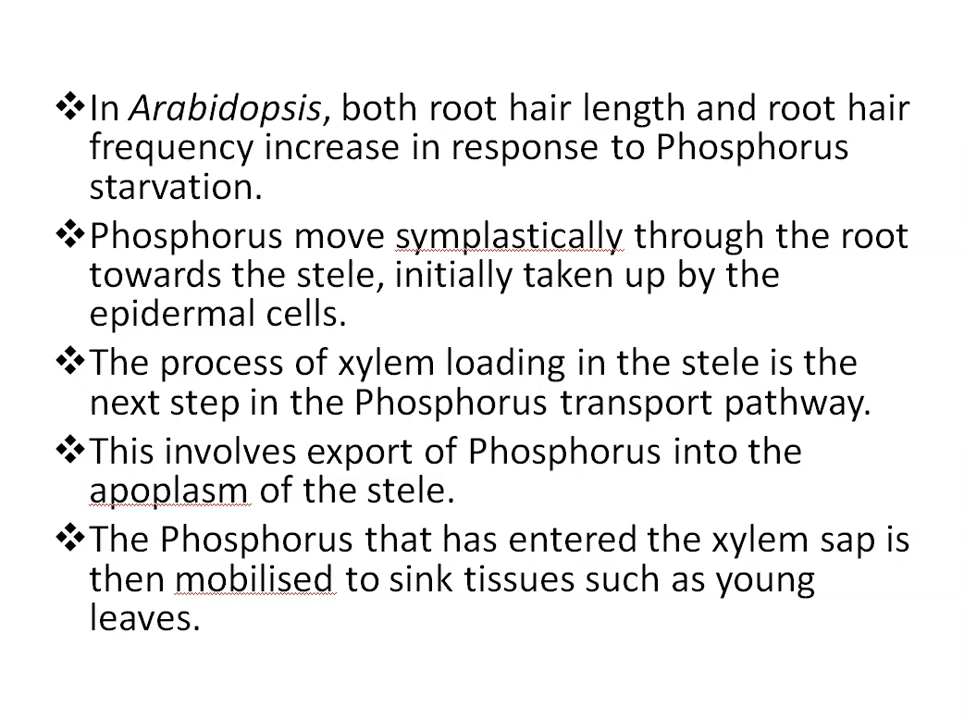 ❖In Arabidopsis, both root hair length and root hair
frequency increase in response to Phosphorus
starvation.
❖Phosphorus move symplastically through the root
towards the stele, initially taken up by the
epidermal cells.
❖The process of xylem loading in the stele is the
next step in the Phosphorus transport pathway.
❖This involves export of Phosphorus into the
apoplasm of the stele.
❖The Phosphorus that has entered the xylem sap is
then mobilised to sink tissues such as young
leaves.